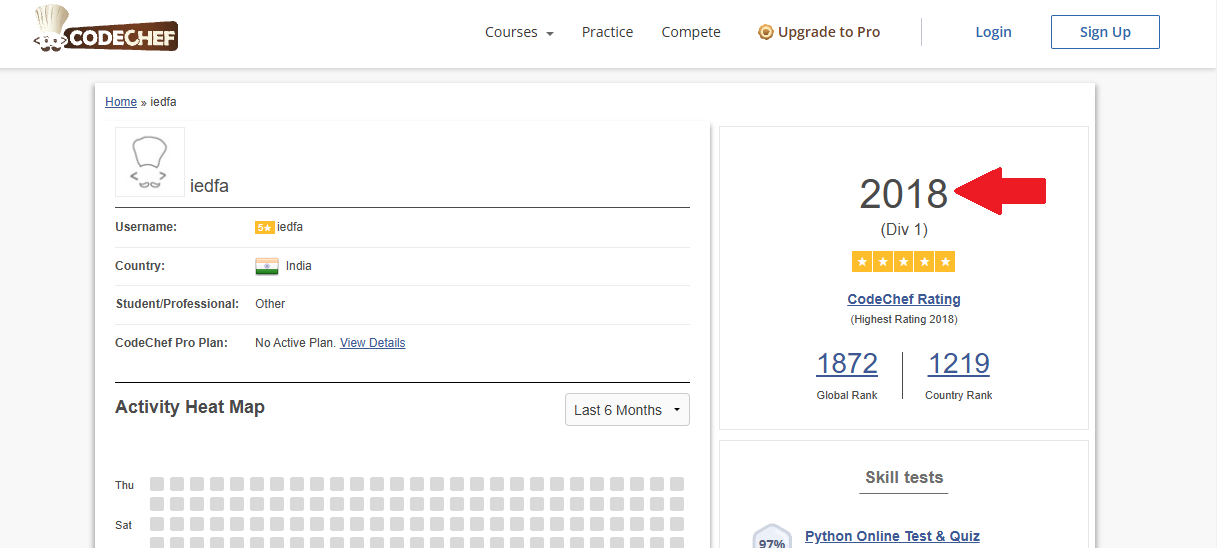 CODECHEF
Courses Practice Compete Upgrade to Pro Login Sign Up
Home » iedfa
iedfa
Username: 5★ iedfa
Country: India
Student/Professional: Other
CodeChef Pro Plan: No Active Plan. View Details
Activity Heat Map
Last 6 Months
Thu
Sat
2018
(Div 1)
★★★★★
CodeChef Rating
(Highest Rating 2018)
1872 1219
Global Rank Country Rank
Skill tests
97% Python Online Test & Quiz